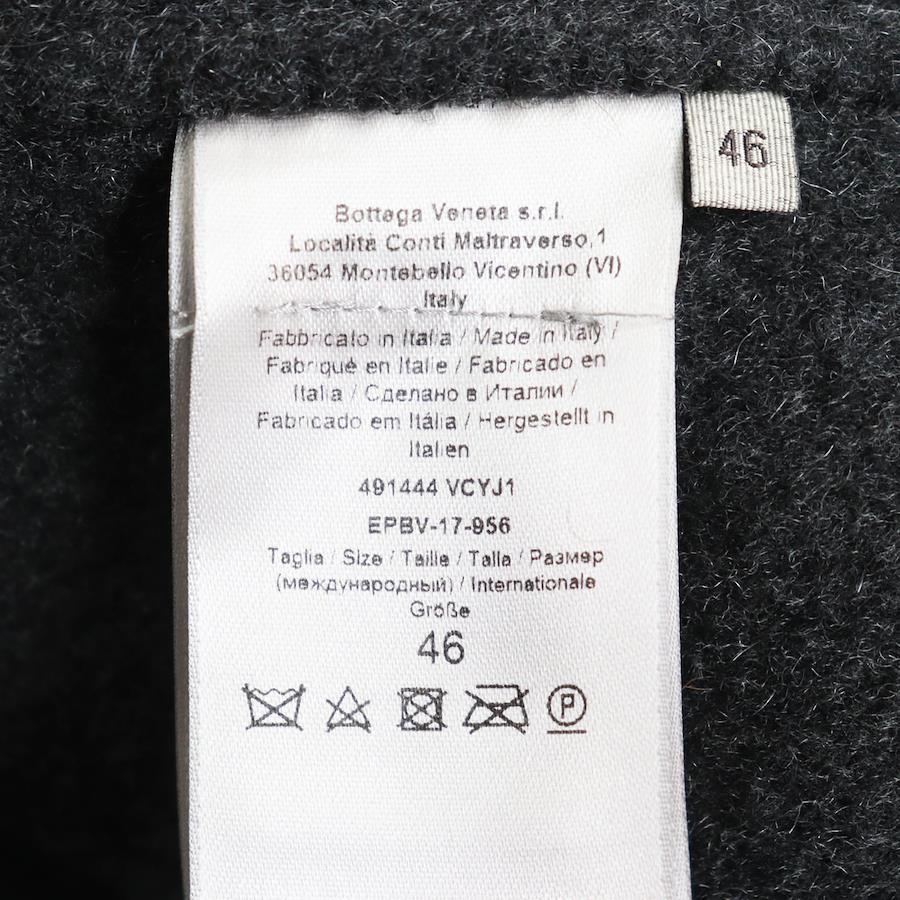 46
Bottega Veneta s.r.l.
Località Conti Maltraverso,1
36054 Montebello Vicentino (VI)
Italy
Fabbricato in Italia / Made in Italy /
Fabriqué en Italie / Fabricado en
Italia / Сделано в Италии /
Fabricado em Itália / Hergestellt in
Italien
491444 VCYJ1
EPBV-17-956
Taglia / Size / Taille / Talla / Размер
(международный) / Internationale
Größe
46
P